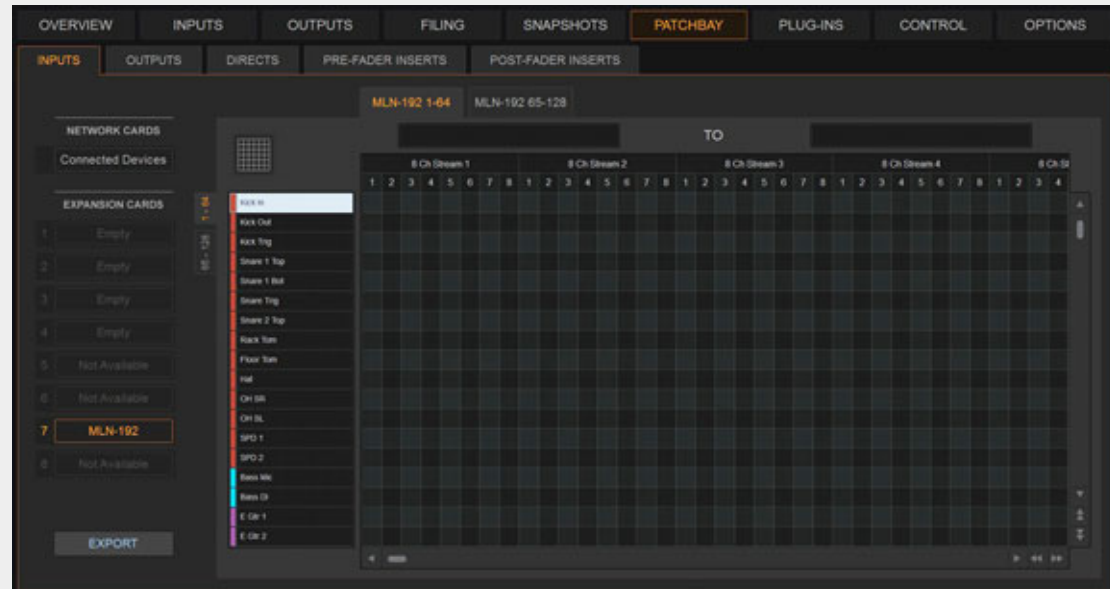 OVERVIEW INPUTS OUTPUTS FILING SNAPSHOTS PATCHBAY PLUG-INS CONTROL OPTIONS
INPUTS OUTPUTS DIRECTS PRE-FADER INSERTS POST-FADER INSERTS
MLN-192 1-64 MLN-192 65-128
NETWORK CARDS
Connected Devices
EXPANSION CARDS
1 Empty
2 Empty
3 Empty
4 Empty
5 Not Available
6 Not Available
7 MLN-192
8 Not Available
EXPORT
1 - 64
65 - 128
TO
8 Ch Stream 1 8 Ch Stream 2 8 Ch Stream 3 8 Ch Stream 4 8 Ch St
1 2 3 4 5 6 7 8 1 2 3 4 5 6 7 8 1 2 3 4 5 6 7 8 1 2 3 4 5 6 7 8 1 2 3 4
Kick In
Kick Out
Kick Trig
Snare 1 Top
Snare 1 Bot
Snare Trig
Snare 2 Top
Rack Tom
Floor Tom
Hat
OH SR
OH SL
SPD 1
SPD 2
Bass Mic
Bass DI
E Gtr 1
E Gtr 2